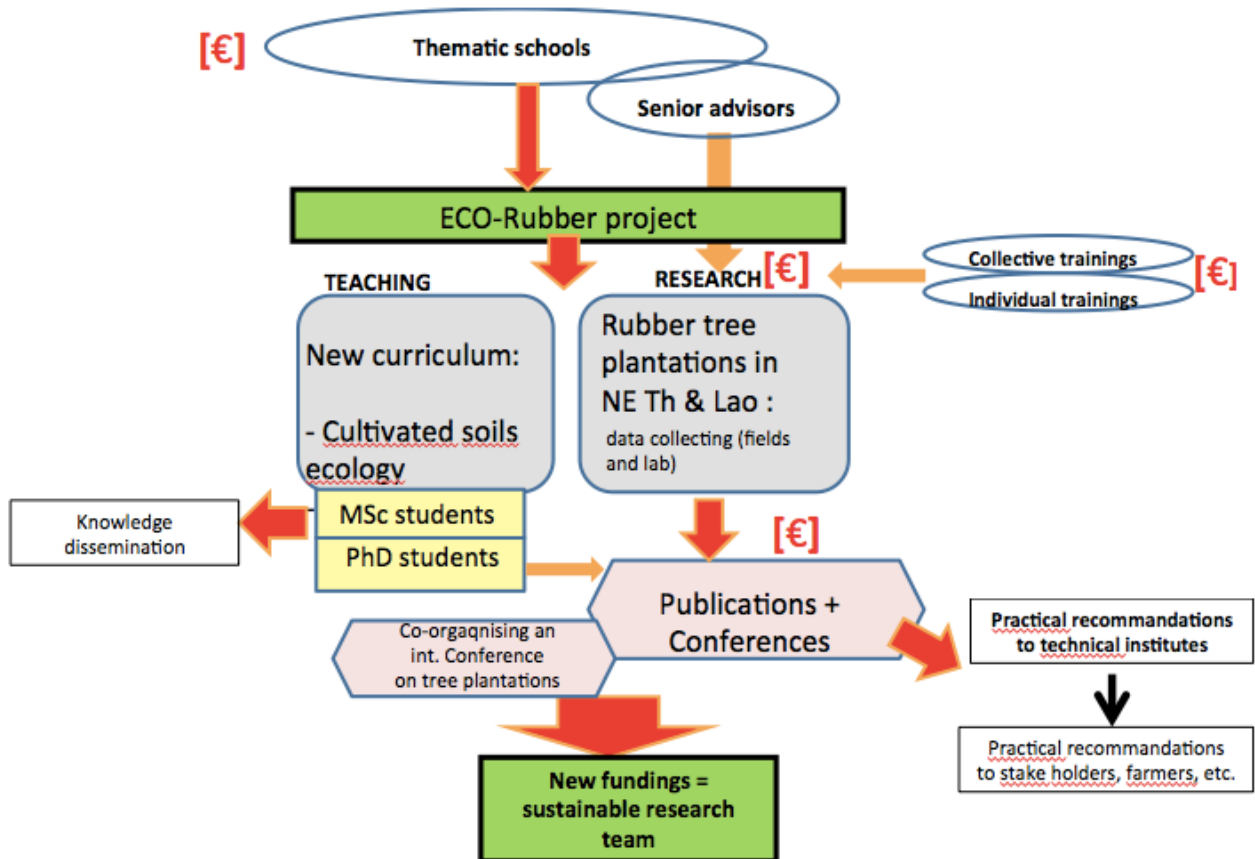 [€]
Thematic schools
Senior advisors
ECO-Rubber project
TEACHING
RESEARCH
[€]
Collective trainings
Individual trainings
[€]
New curriculum:
- Cultivated soils
ecology
-
Rubber tree
plantations in
NE Th & Lao :
data collecting (fields
and lab)
MSc students
PhD students
Knowledge
dissemination
[€]
Publications +
Conferences
Co-orgaqnising an
int. Conference
on tree plantations
Practical recommandations
to technical institutes
Practical recommandations
to stake holders, farmers, etc.
New fundings =
sustainable research
team